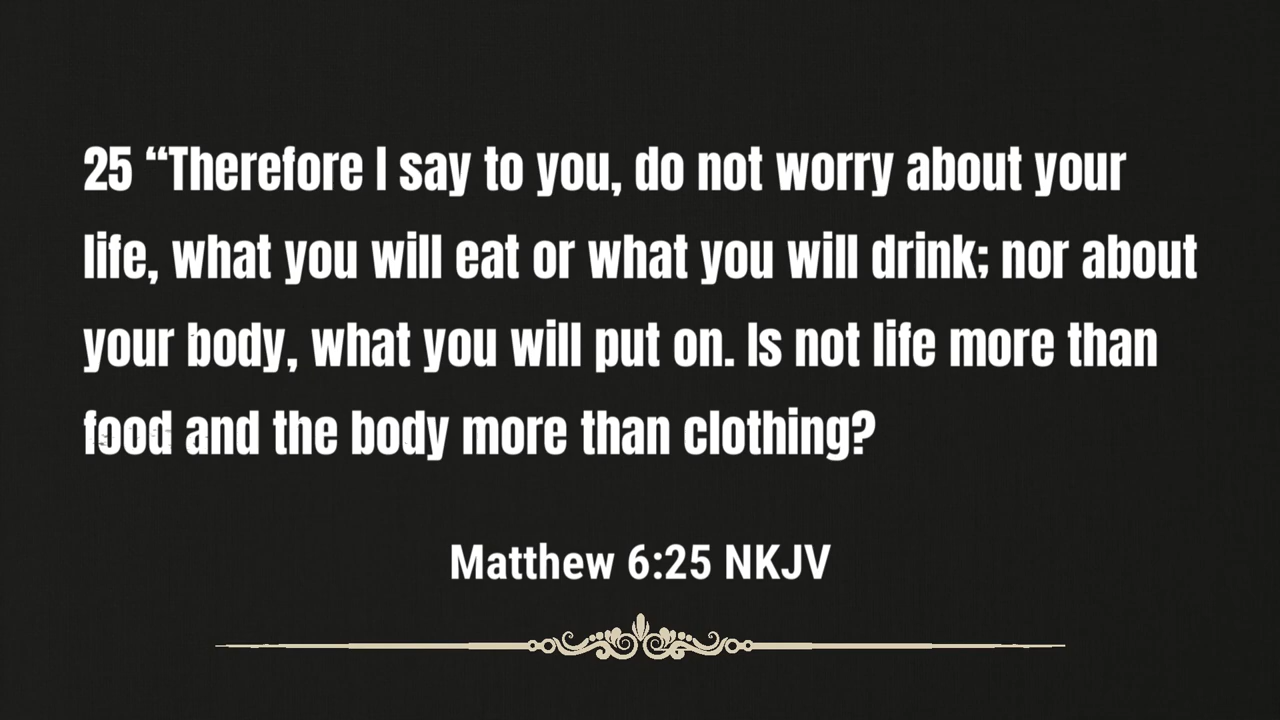 25 “Therefore I say to you, do not worry about your
life, what you will eat or what you will drink; nor about
your body, what you will put on. Is not life more than
food and the body more than clothing?
Matthew 6:25 NKJV